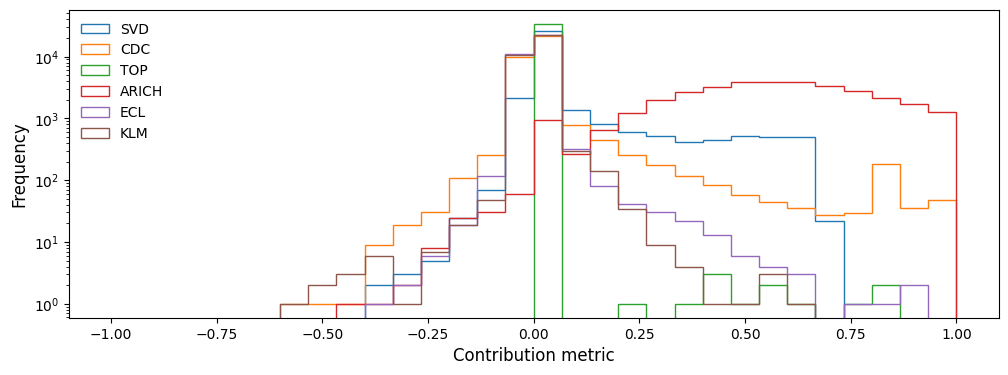 SVD
CDC
TOP
ARICH
ECL
KLM
Frequency
10⁴
10³
10²
10¹
10⁰
−1.00 −0.75 −0.50 −0.25 0.00 0.25 0.50 0.75 1.00
Contribution metric